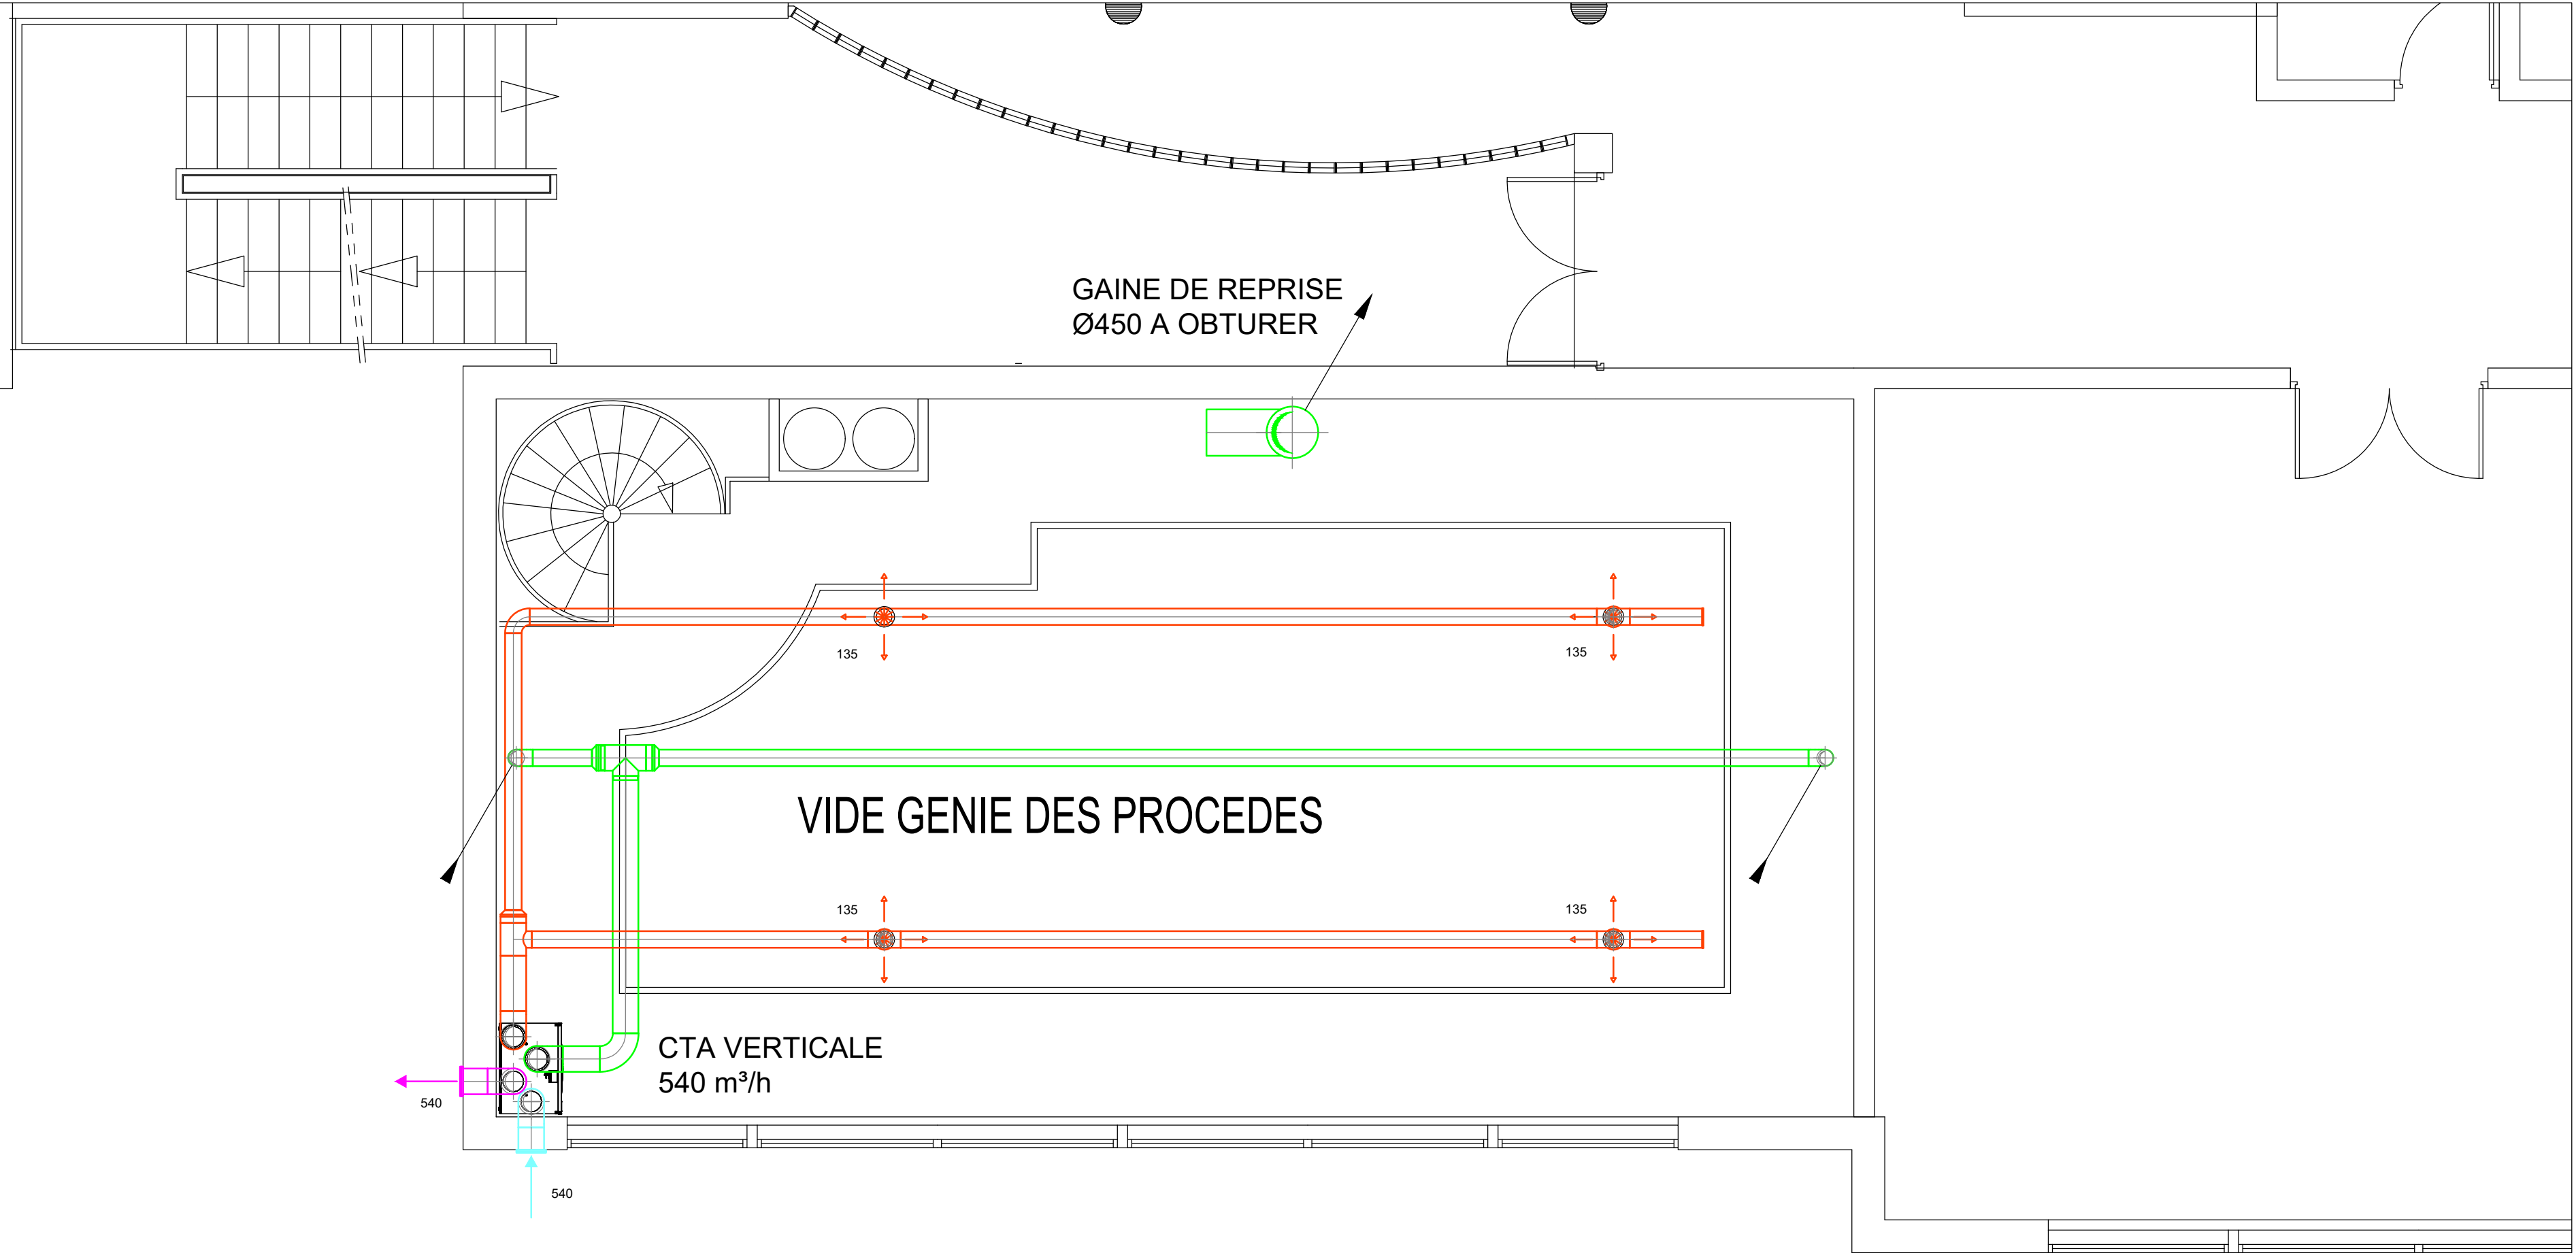 GAINE DE REPRISE
Ø450 A OBTURER
135
135
VIDE GENIE DES PROCEDES
135
135
CTA VERTICALE
540 m³/h
540
540